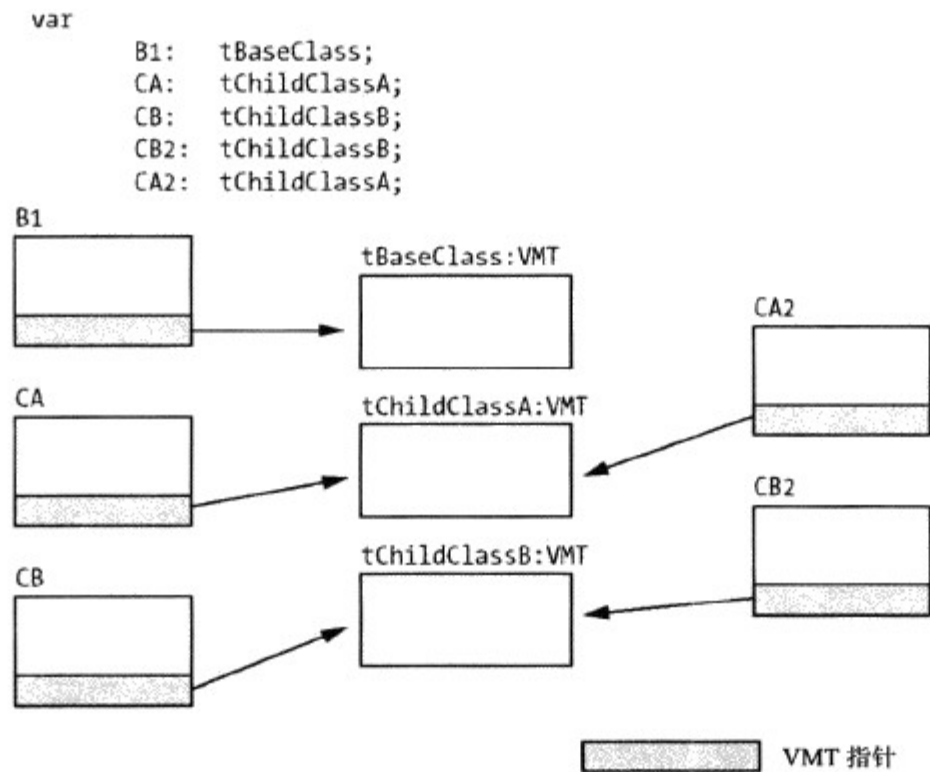 var
B1: tBaseClass;
CA: tChildClassA;
CB: tChildClassB;
CB2: tChildClassB;
CA2: tChildClassA;
B1
tBaseClass:VMT
CA2
CA
tChildClassA:VMT
CB2
CB
tChildClassB:VMT
VMT 指针